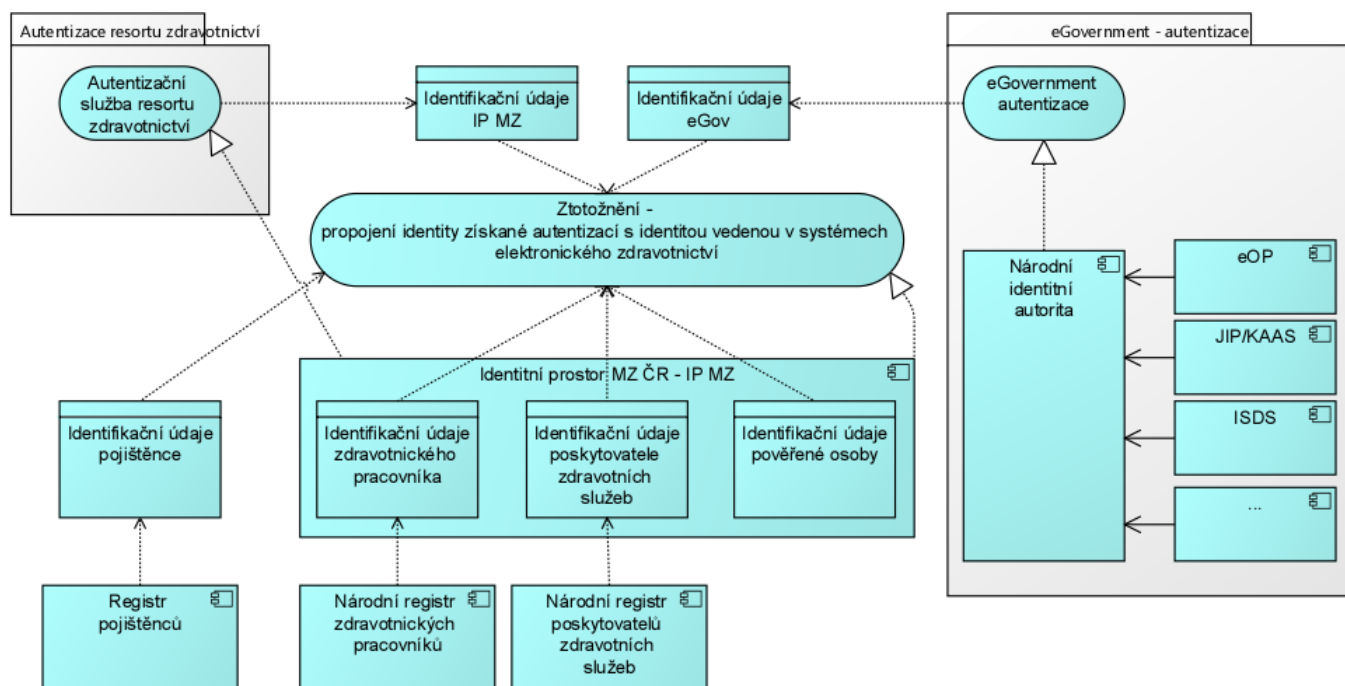 Autentizace resortu zdravotnictví
eGovernment - autentizace
Autentizační
služba resortu
zdravotnictví
Identifikační údaje
IP MZ
Identifikační údaje
eGov
eGovernment
autentizace
Ztotožnění -
propojení identity získané autentizací s identitou vedenou v systémech
elektronického zdravotnictví
Národní
identitní
autorita
eOP
JIP/KAAS
ISDS
...
Identitní prostor MZ ČR - IP MZ
Identifikační údaje
pojištěnce
Identifikační údaje
zdravotnického
pracovníka
Identifikační údaje
poskytovatele
zdravotních
služeb
Identifikační údaje
pověřené osoby
Registr
pojištěnců
Národní registr
zdravotnických
pracovníků
Národní registr
poskytovatelů
zdravotních
služeb